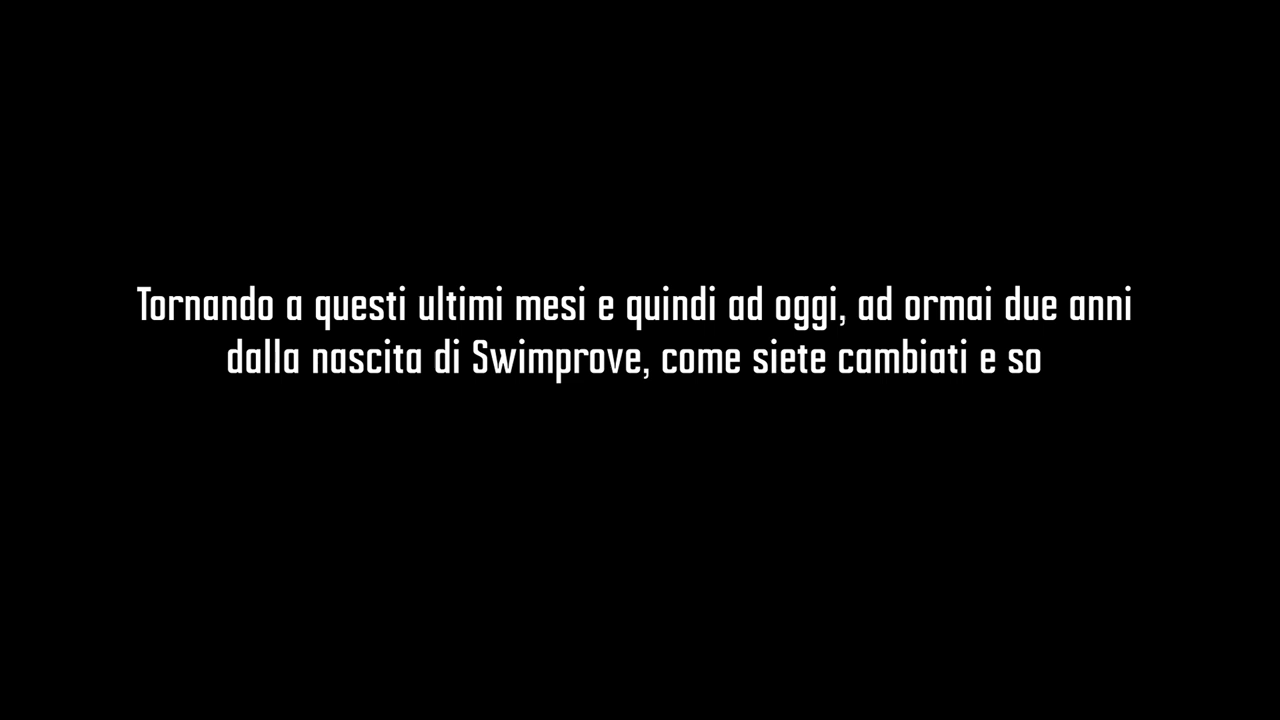 Tornando a questi ultimi mesi e quindi ad oggi, ad ormai due anni
dalla nascita di Swimprove, come siete cambiati e so